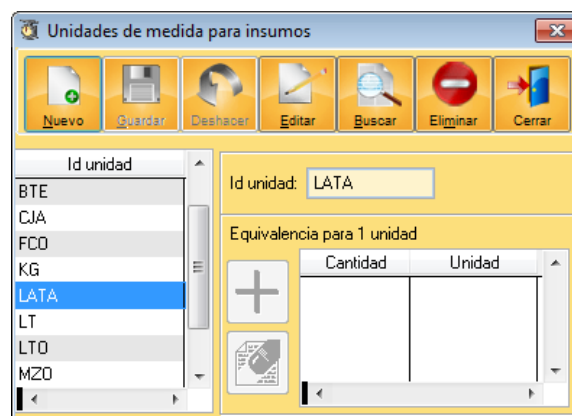 Unidades de medida para insumos
Nuevo Guardar Deshacer Editar Buscar Eliminar Cerrar
Id unidad
BTE
CJA
FCO
KG
LATA
LT
LTO
MZO
Id unidad: LATA
Equivalencia para 1 unidad
Cantidad Unidad